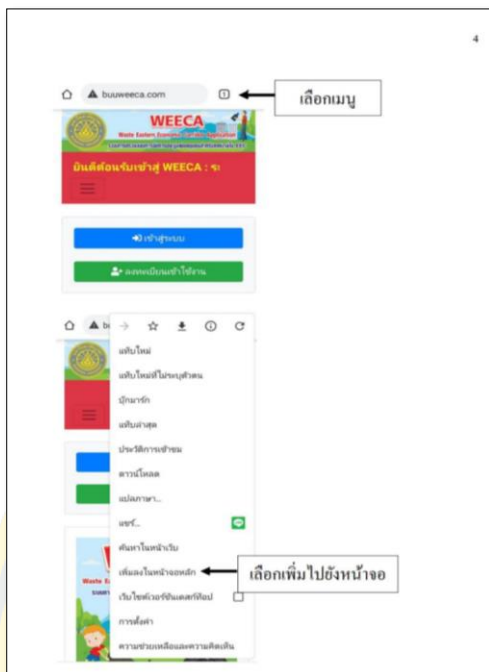 4
buuweeca.com
1
เลือกเมนู
WEECA
Waste Eastern Economic Corridor Application
ยินดีต้อนรับเข้าสู่ WEECA : ระ
เข้าสู่ระบบ
ลงทะเบียนเข้าใช้งาน
แท็บใหม่
แท็บใหม่ที่ไม่ระบุตัวตน
บุ๊กมาร์ก
แท็บล่าสุด
ประวัติการเข้าชม
ดาวน์โหลด
แปลภาษา...
แชร์...
ค้นหาในหน้าเว็บ
เพิ่มลงในหน้าจอหลัก
เลือกเพิ่มไปยังหน้าจอ
เว็บไซต์เวอร์ชันเดสก์ท็อป
การตั้งค่า
ความช่วยเหลือและความคิดเห็น